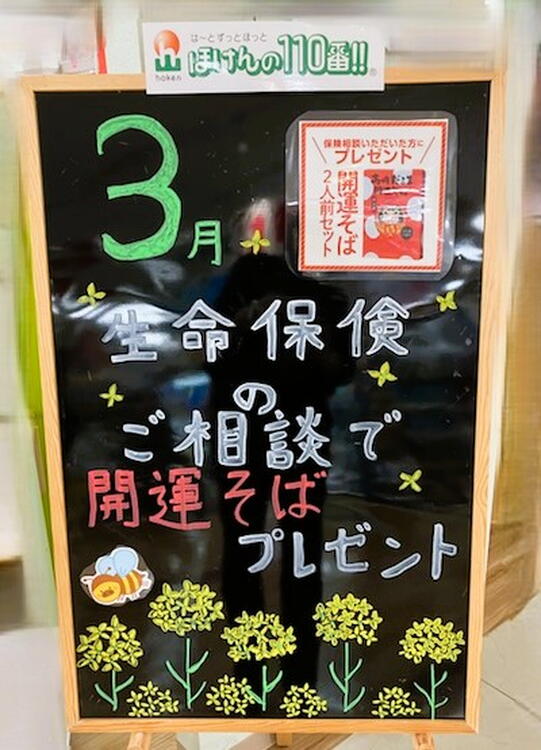 は〜とずっとほっと
ほけんの110番!!
hoken
3月
保険相談いただいた方に
プレゼント
開運そば
2人前セット
生命保険
の
ご相談で
開運そば
プレゼント